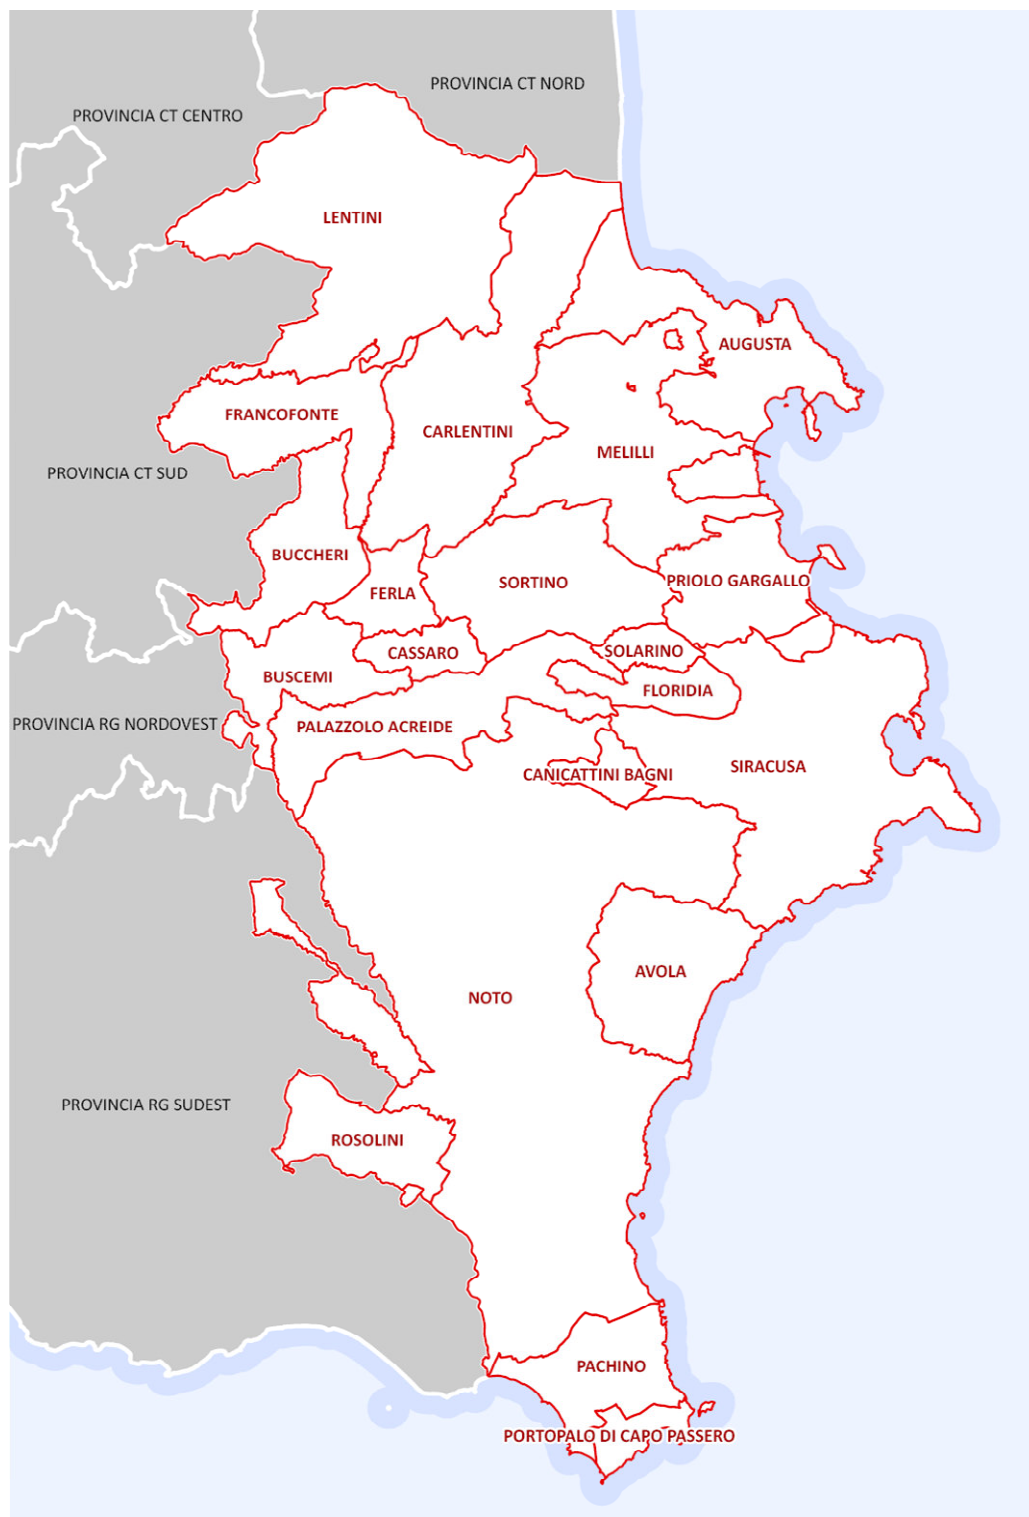 PROVINCIA CT NORD
PROVINCIA CT CENTRO
LENTINI
AUGUSTA
FRANCOFONTE
CARLENTINI
MELILLI
PROVINCIA CT SUD
BUCCHERI
PRIOLO GARGALLO
SORTINO
FERLA
SOLARINO
CASSARO
BUSCEMI
FLORIDIA
PROVINCIA RG NORDOVEST
PALAZZOLO ACREIDE
SIRACUSA
CANICATTINI BAGNI
AVOLA
NOTO
PROVINCIA RG SUDEST
ROSOLINI
PACHINO
PORTOPALO DI CAPO PASSERO